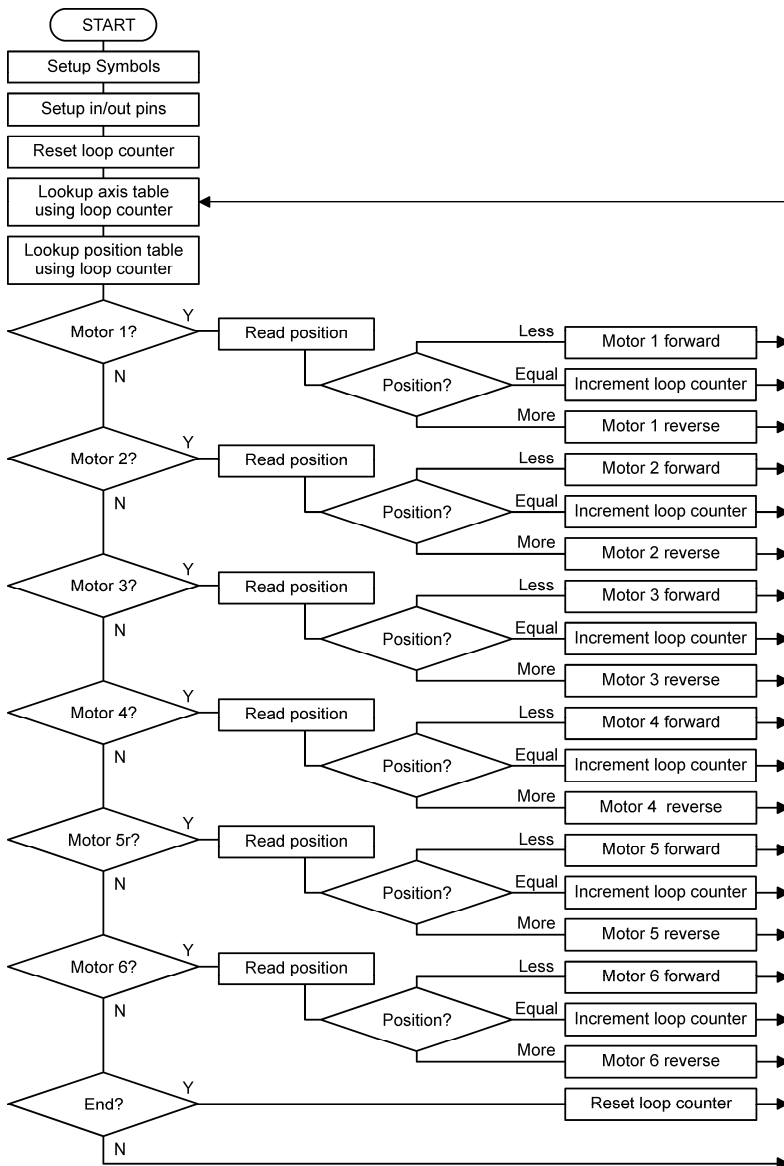 START
Setup Symbols
Setup in/out pins
Reset loop counter
Lookup axis table
using loop counter
Lookup position table
using loop counter
Motor 1?
Y
N
Read position
Position?
Less
Motor 1 forward
Equal
Increment loop counter
More
Motor 1 reverse
Motor 2?
Y
N
Read position
Position?
Less
Motor 2 forward
Equal
Increment loop counter
More
Motor 2 reverse
Motor 3?
Y
N
Read position
Position?
Less
Motor 3 forward
Equal
Increment loop counter
More
Motor 3 reverse
Motor 4?
Y
N
Read position
Position?
Less
Motor 4 forward
Equal
Increment loop counter
More
Motor 4 reverse
Motor 5r?
Y
N
Read position
Position?
Less
Motor 5 forward
Equal
Increment loop counter
More
Motor 5 reverse
Motor 6?
Y
N
Read position
Position?
Less
Motor 6 forward
Equal
Increment loop counter
More
Motor 6 reverse
End?
Y
Reset loop counter
N